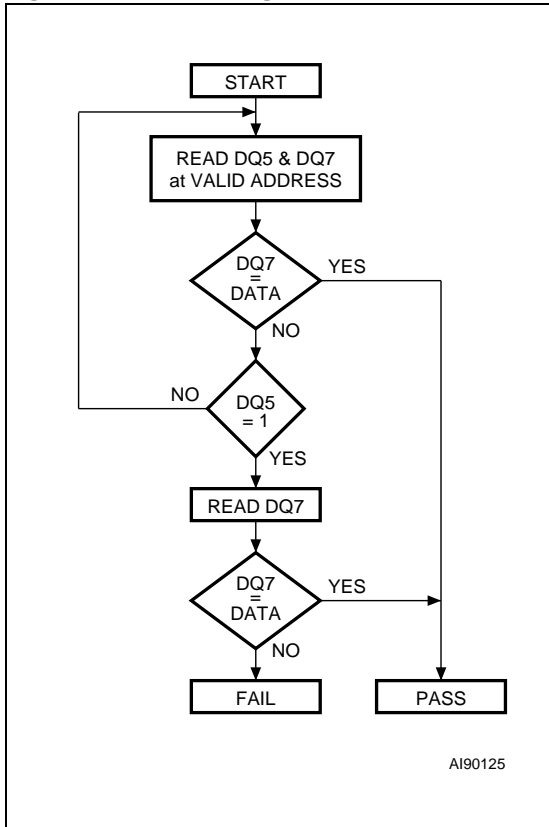 START
READ DQ5 & DQ7
at VALID ADDRESS
DQ7
=
DATA
YES
NO
DQ5
= 1
NO
YES
READ DQ7
DQ7
=
DATA
YES
NO
FAIL
PASS
AI90125